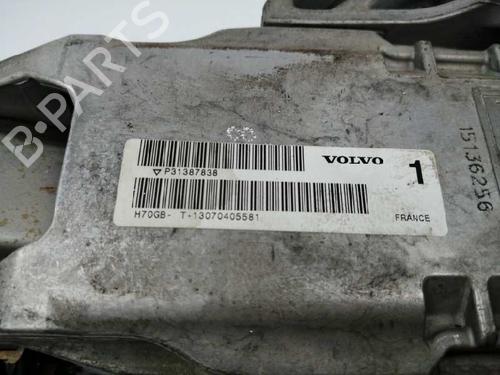 VOLVO
1
▽ P31387838
H70GB- T-13070405581
FRANCE
15136256
B-PARTS